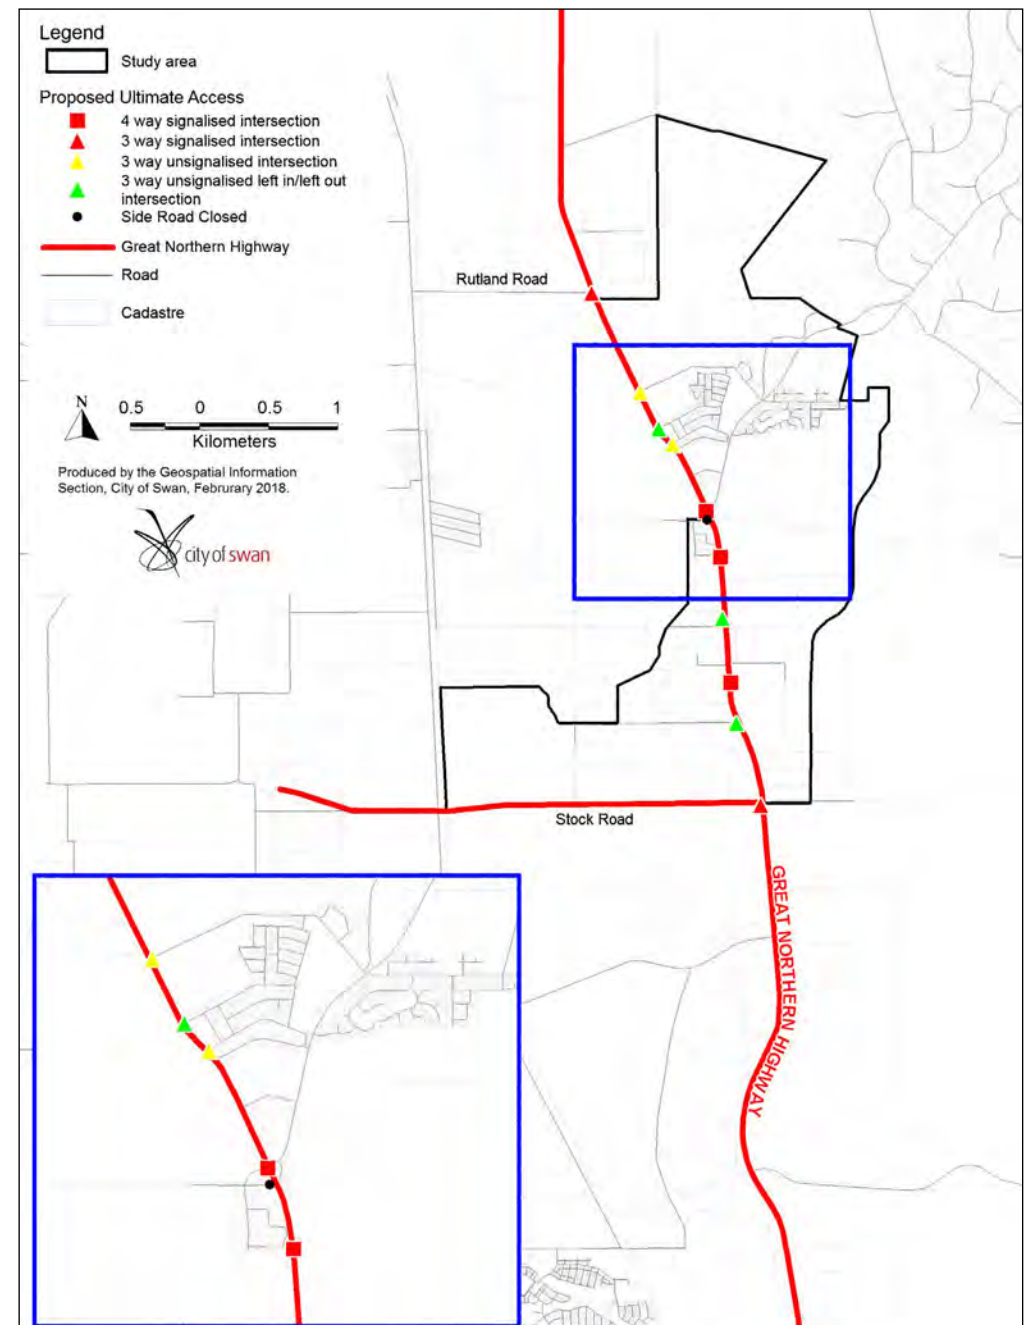 Legend
Study area
Proposed Ultimate Access
4 way signalised intersection
3 way signalised intersection
3 way unsignalised intersection
3 way unsignalised left in/left out
intersection
Side Road Closed
Great Northern Highway
Road
Cadastre
N
0.5 0 0.5 1
Kilometers
Produced by the Geospatial Information
Section, City of Swan, Februrary 2018.
city of swan
Rutland Road
Stock Road
GREAT NORTHERN HIGHWAY